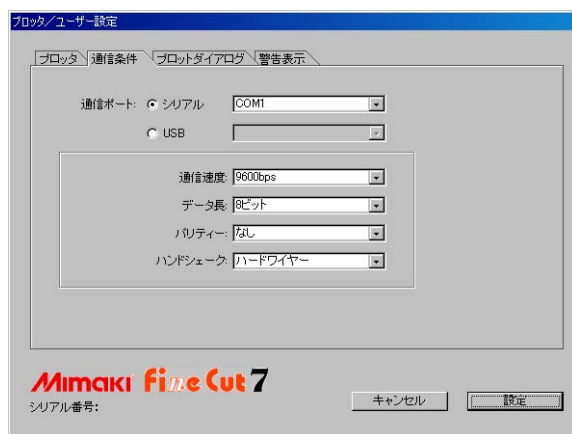 プロッタ／ユーザー設定
プロッタ 通信条件 プロットダイアログ 警告表示
通信ポート: シリアル COM1
USB
通信速度: 9600bps
データ長: 8ビット
パリティー: なし
ハンドシェーク: ハードワイヤー
Mimaki Fine Cut 7
シリアル番号:
キャンセル 設定